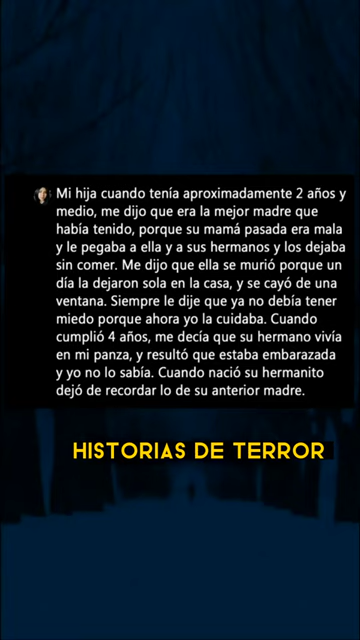 Mi hija cuando tenía aproximadamente 2 años y
medio, me dijo que era la mejor madre que
había tenido, porque su mamá pasada era mala
y le pegaba a ella y a sus hermanos y los dejaba
sin comer. Me dijo que ella se murió porque un
día la dejaron sola en la casa, y se cayó de una
ventana. Siempre le dije que ya no debía tener
miedo porque ahora yo la cuidaba. Cuando
cumplió 4 años, me decía que su hermano vivía
en mi panza, y resultó que estaba embarazada
y yo no lo sabía. Cuando nació su hermanito
dejó de recordar lo de su anterior madre.
HISTORIAS DE TERROR